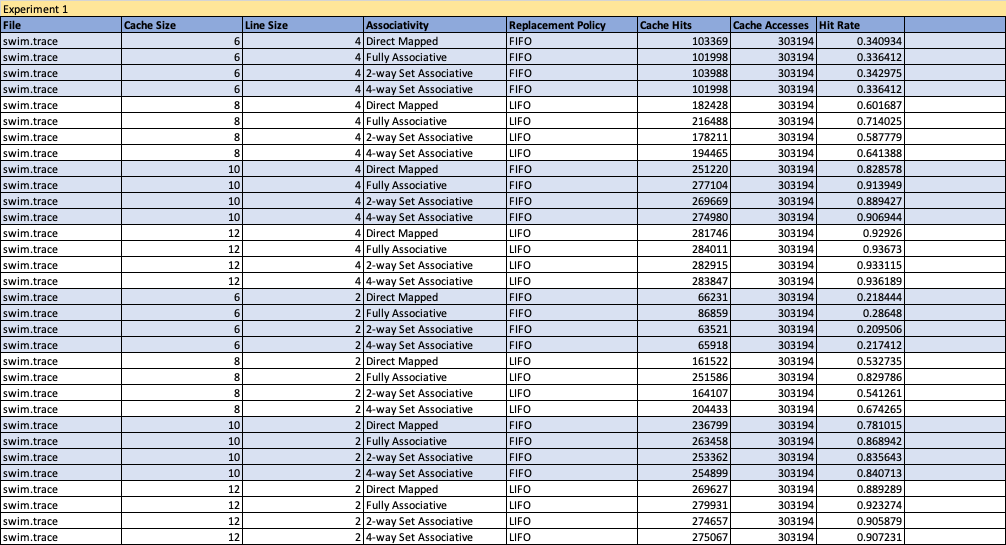 Experiment 1
File Cache Size Line Size Associativity Replacement Policy Cache Hits Cache Accesses Hit Rate
swim.trace 6 4 Direct Mapped FIFO 103369 303194 0.340934
swim.trace 6 4 Fully Associative FIFO 101998 303194 0.336412
swim.trace 6 4 2-way Set Associative FIFO 103988 303194 0.342975
swim.trace 6 4 4-way Set Associative FIFO 101998 303194 0.336412
swim.trace 8 4 Direct Mapped LIFO 182428 303194 0.601687
swim.trace 8 4 Fully Associative LIFO 216488 303194 0.714025
swim.trace 8 4 2-way Set Associative LIFO 178211 303194 0.587779
swim.trace 8 4 4-way Set Associative LIFO 194465 303194 0.641388
swim.trace 10 4 Direct Mapped FIFO 251220 303194 0.828578
swim.trace 10 4 Fully Associative FIFO 277104 303194 0.913949
swim.trace 10 4 2-way Set Associative FIFO 269669 303194 0.889427
swim.trace 10 4 4-way Set Associative FIFO 274980 303194 0.906944
swim.trace 12 4 Direct Mapped LIFO 281746 303194 0.92926
swim.trace 12 4 Fully Associative LIFO 284011 303194 0.93673
swim.trace 12 4 2-way Set Associative LIFO 282915 303194 0.933115
swim.trace 12 4 4-way Set Associative LIFO 283847 303194 0.936189
swim.trace 6 2 Direct Mapped FIFO 66231 303194 0.218444
swim.trace 6 2 Fully Associative FIFO 86859 303194 0.28648
swim.trace 6 2 2-way Set Associative FIFO 63521 303194 0.209506
swim.trace 6 2 4-way Set Associative FIFO 65918 303194 0.217412
swim.trace 8 2 Direct Mapped LIFO 161522 303194 0.532735
swim.trace 8 2 Fully Associative LIFO 251586 303194 0.829786
swim.trace 8 2 2-way Set Associative LIFO 164107 303194 0.541261
swim.trace 8 2 4-way Set Associative LIFO 204433 303194 0.674265
swim.trace 10 2 Direct Mapped FIFO 236799 303194 0.781015
swim.trace 10 2 Fully Associative FIFO 263458 303194 0.868942
swim.trace 10 2 2-way Set Associative FIFO 253362 303194 0.835643
swim.trace 10 2 4-way Set Associative FIFO 254899 303194 0.840713
swim.trace 12 2 Direct Mapped LIFO 269627 303194 0.889289
swim.trace 12 2 Fully Associative LIFO 279931 303194 0.923274
swim.trace 12 2 2-way Set Associative LIFO 274657 303194 0.905879
swim.trace 12 2 4-way Set Associative LIFO 275067 303194 0.907231